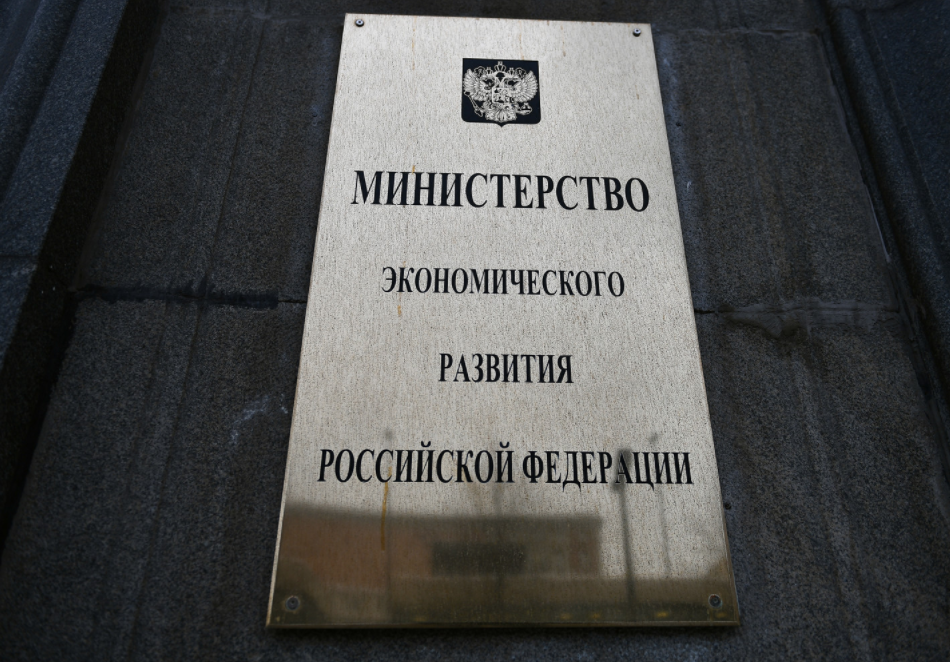 МИНИСТЕРСТВО
ЭКОНОМИЧЕСКОГО
РАЗВИТИЯ
РОССИЙСКОЙ ФЕДЕРАЦИИ